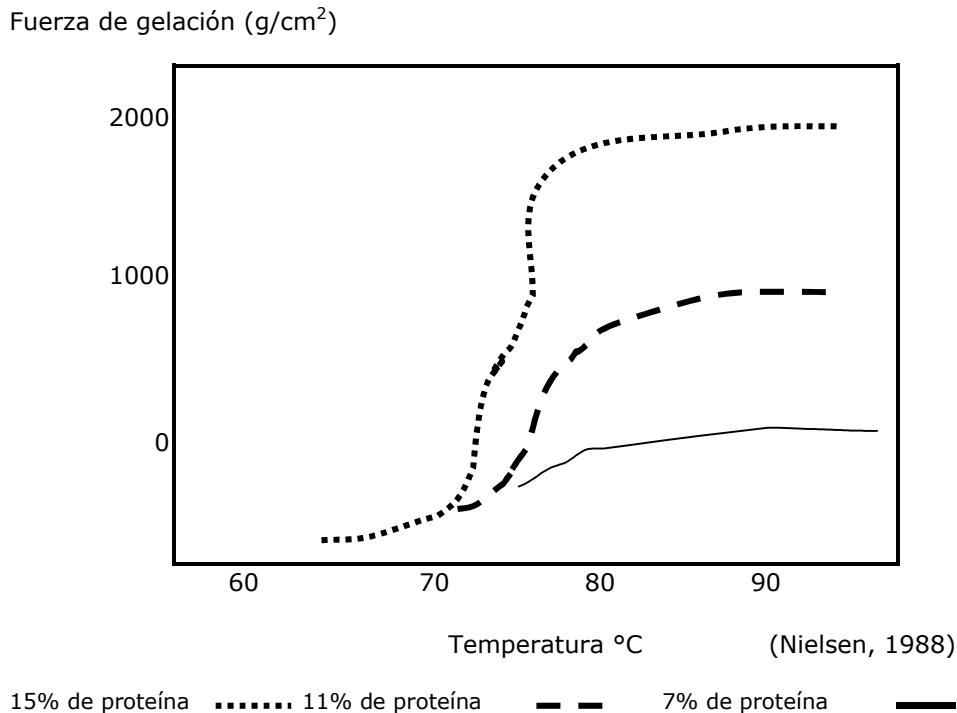 Fuerza de gelación (g/cm²)
2000
1000
0
60 70 80 90
Temperatura °C (Nielsen, 1988)
15% de proteína 11% de proteína 7% de proteína